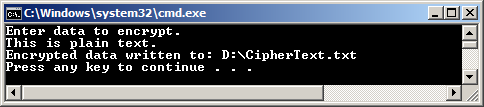 C:\Windows\system32\cmd.exe
Enter data to encrypt.
This is plain text.
Encrypted data written to: D:\CipherText.txt
Press any key to continue . . .